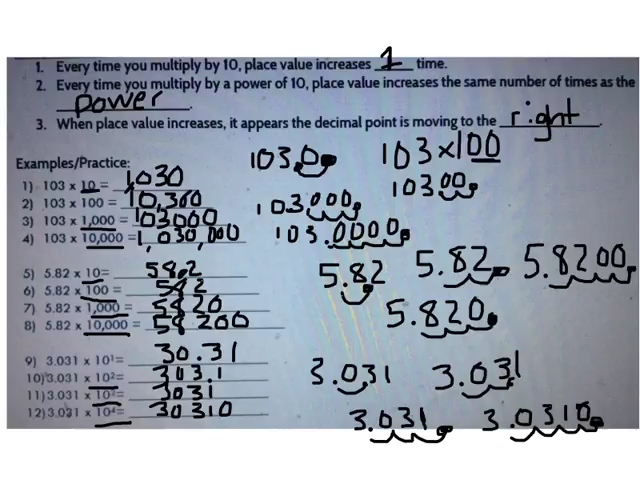 1. Every time you multiply by 10, place value increases 1 time.
2. Every time you multiply by a power of 10, place value increases the same number of times as the
power.
3. When place value increases, it appears the decimal point is moving to the right.
103.0 103x100
Examples/Practice:
1) 103 x 10 = 1030
10300.
2) 103 x 100 = 10,300
103000.
3) 103 x 1,000 = 103000
103.0000.
4) 103 x 10,000 = 1,030,000
5.82 5.82 5.8200.
5) 5.82 x 10= 58.2
6) 5.82 x 100 = 582
5.820.
7) 5.82 x 1,000 = 5820
8) 5.82 x 10,000 = 58200
9) 3.031 x 10¹= 30.31
3.031 3.031
10) 3.031 x 10²= 303.1
11) 3.031 x 10³= 3031
3.031. 3.0310.
12) 3.031 x 10⁴= 30310